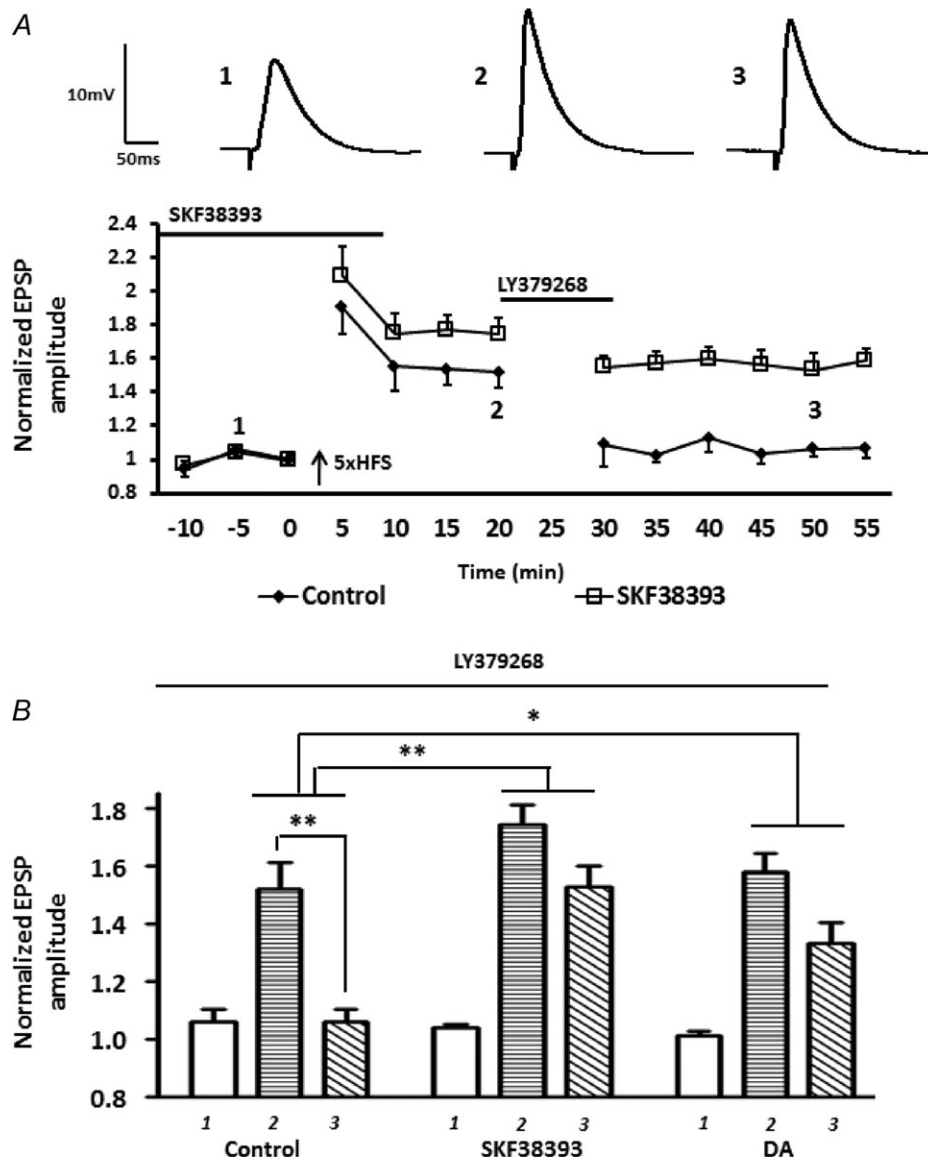 A
10mV
50ms
1
2
3
SKF38393
LY379268
Normalized EPSP
amplitude
2.4
2.2
2
1.8
1.6
1.4
1.2
1
0.8
1
2
3
5xHFS
-10 -5 0 5 10 15 20 25 30 35 40 45 50 55
Time (min)
Control SKF38393
LY379268
B
*
**
**
Normalized EPSP
amplitude
1.8
1.6
1.4
1.2
1.0
0.8
1 2 3 1 2 3 1 2 3
Control SKF38393 DA